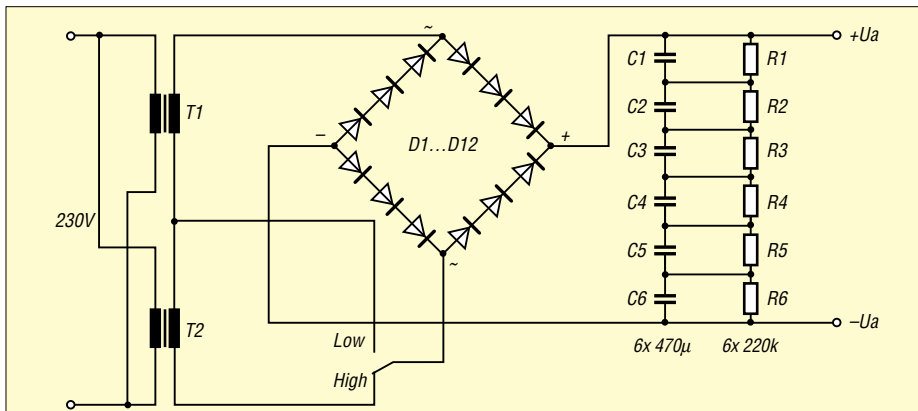 +Ua
C1
R1
T1
C2
R2
–
D1...D12
+
C3
R3
C4
R4
230V
C5
R5
~
~
C6
R6
T2
Low
–Ua
6x 470µ
6x 220k
High